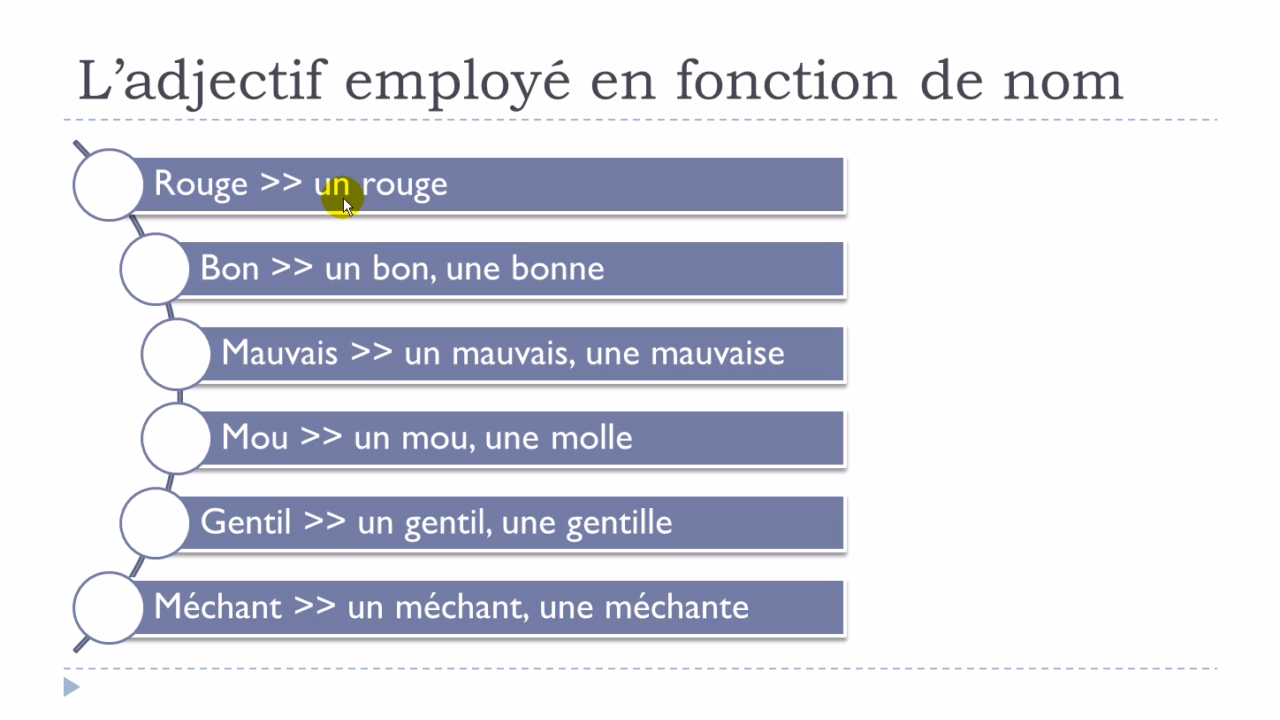 L’adjectif employé en fonction de nom
Rouge >> un rouge
Bon >> un bon, une bonne
Mauvais >> un mauvais, une mauvaise
Mou >> un mou, une molle
Gentil >> un gentil, une gentille
Méchant >> un méchant, une méchante